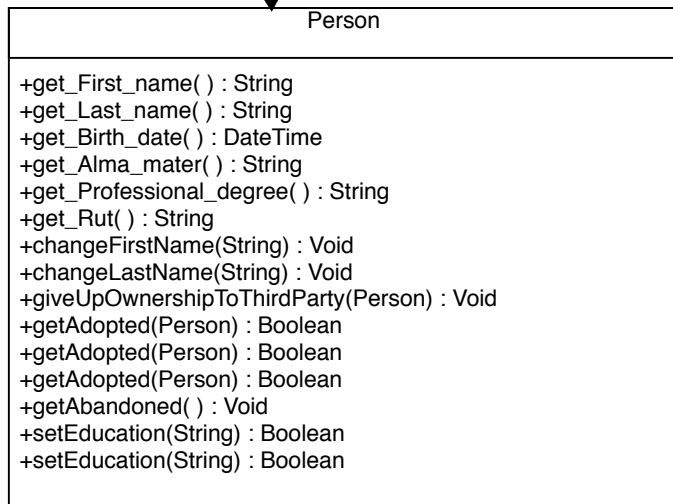 Person
+get_First_name( ) : String
+get_Last_name( ) : String
+get_Birth_date( ) : DateTime
+get_Alma_mater( ) : String
+get_Professional_degree( ) : String
+get_Rut( ) : String
+changeFirstName(String) : Void
+changeLastName(String) : Void
+giveUpOwnershipToThirdParty(Person) : Void
+getAdopted(Person) : Boolean
+getAdopted(Person) : Boolean
+getAdopted(Person) : Boolean
+getAbandoned( ) : Void
+setEducation(String) : Boolean
+setEducation(String) : Boolean